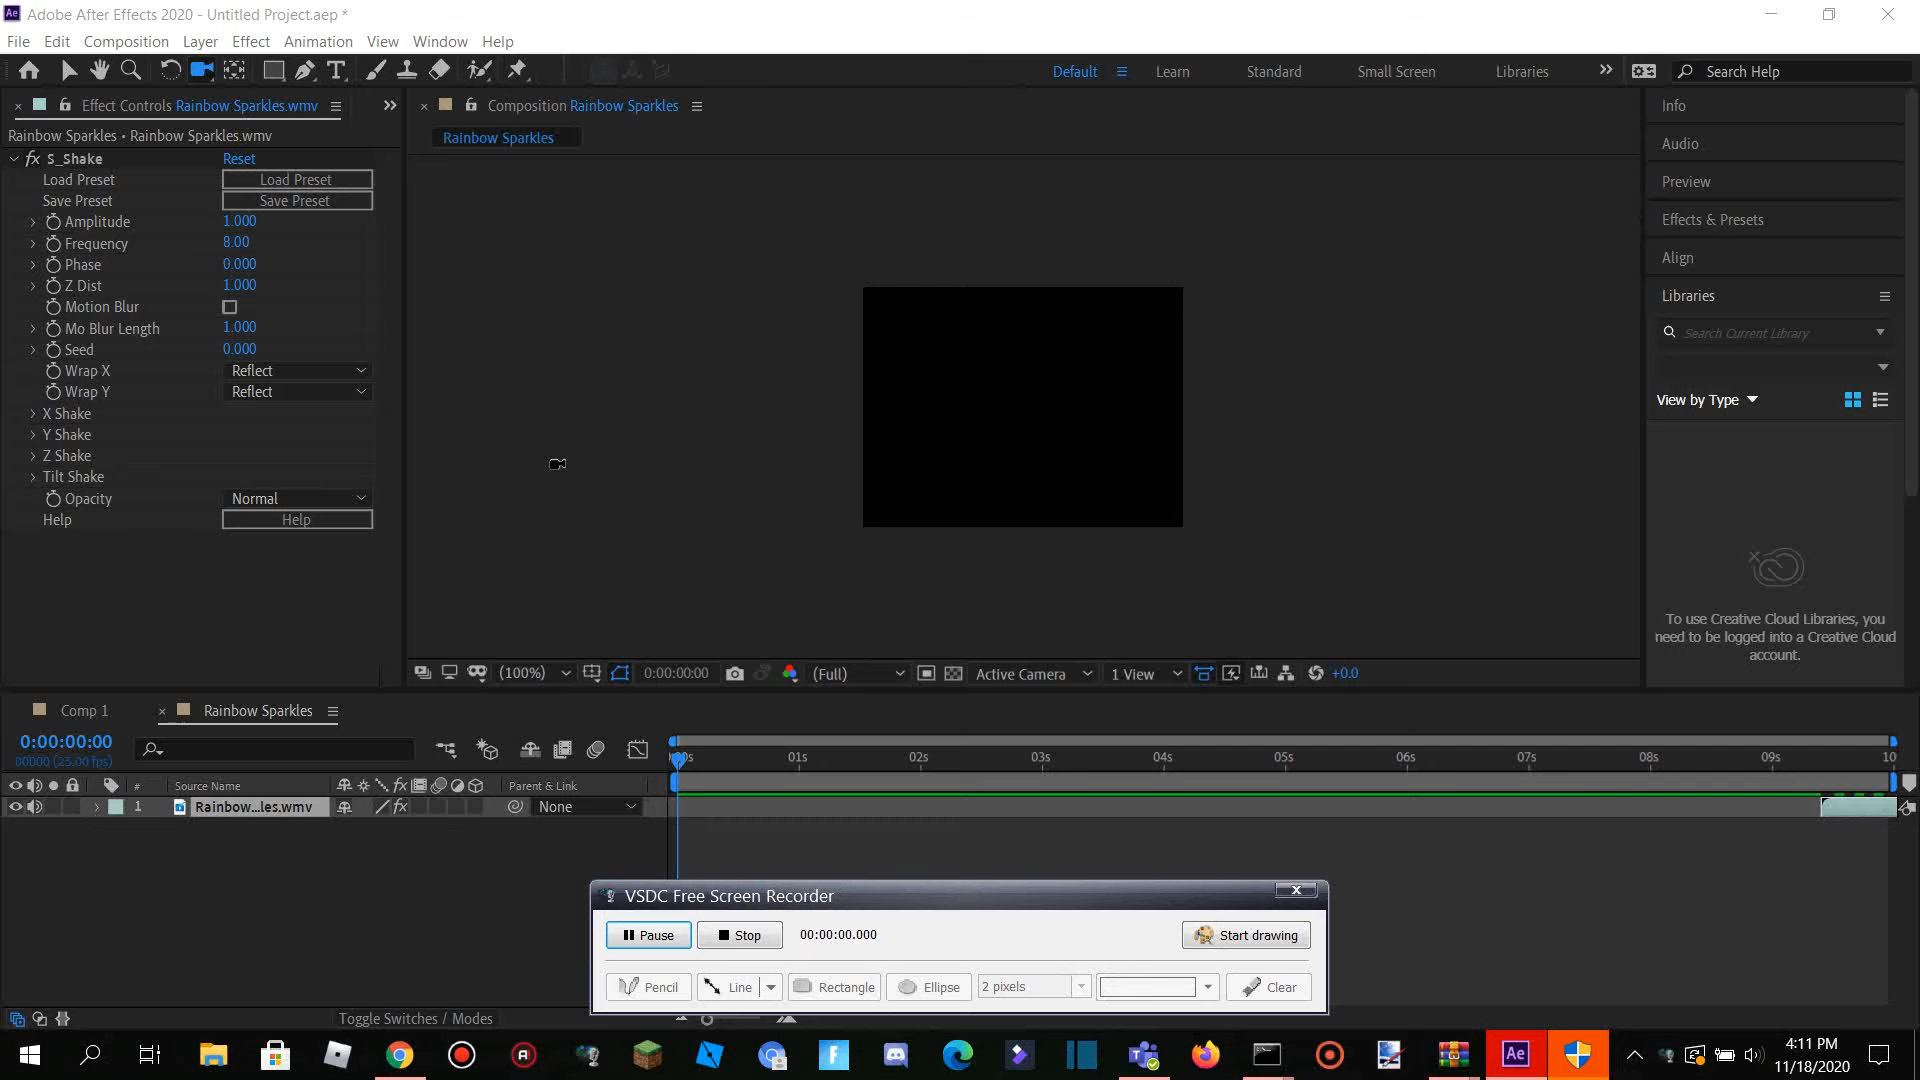 Ae Adobe After Effects 2020 - Untitled Project.aep *
File Edit Composition Layer Effect Animation View Window Help
Default Learn Standard Small Screen Libraries Search Help
Effect Controls Rainbow Sparkles.wmv
Composition Rainbow Sparkles
Rainbow Sparkles • Rainbow Sparkles.wmv
Rainbow Sparkles
fx S_Shake Reset
Load Preset Load Preset
Save Preset Save Preset
Amplitude 1.000
Frequency 8.00
Phase 0.000
Z Dist 1.000
Motion Blur
Mo Blur Length 1.000
Seed 0.000
Wrap X Reflect
Wrap Y Reflect
X Shake
Y Shake
Z Shake
Tilt Shake
Opacity Normal
Help Help
Info
Audio
Preview
Effects & Presets
Align
Libraries
Search Current Library
View by Type
To use Creative Cloud Libraries, you
need to be logged into a Creative Cloud
account.
(100%) 0:00:00:00 (Full) Active Camera 1 View +0.0
Comp 1 Rainbow Sparkles
0:00:00:00
00000 (25.00 fps)
01s 02s 03s 04s 05s 06s 07s 08s 09s 10
# Source Name fx Parent & Link
1 Rainbow...les.wmv fx None
VSDC Free Screen Recorder
Pause Stop 00:00:00.000 Start drawing
Pencil Line Rectangle Ellipse 2 pixels Clear
Toggle Switches / Modes
Ae
4:11 PM
11/18/2020